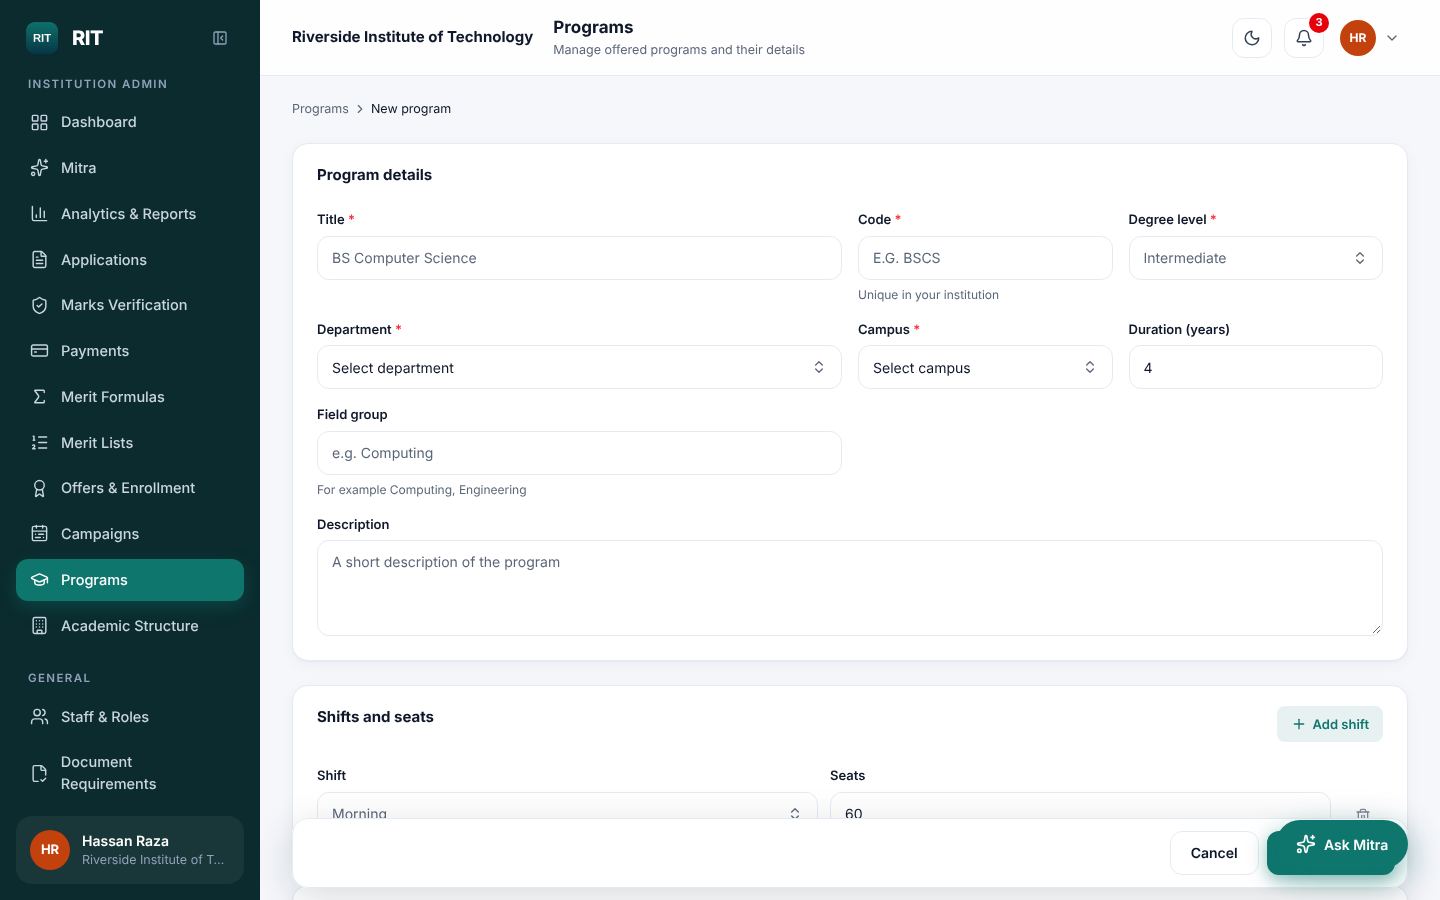 RIT
RIT
INSTITUTION ADMIN
Dashboard
Mitra
Analytics & Reports
Applications
Marks Verification
Payments
Merit Formulas
Merit Lists
Offers & Enrollment
Campaigns
Programs
Academic Structure
GENERAL
Staff & Roles
Document
Requirements
HR
Hassan Raza
Riverside Institute of T...
Riverside Institute of Technology
Programs
Manage offered programs and their details
3
HR
Programs > New program
Program details
Title *
Code *
Degree level *
BS Computer Science
E.G. BSCS
Intermediate
Unique in your institution
Department *
Campus *
Duration (years)
Select department
Select campus
4
Field group
e.g. Computing
For example Computing, Engineering
Description
A short description of the program
Shifts and seats
+ Add shift
Shift
Seats
Morning
60
Cancel
Ask Mitra